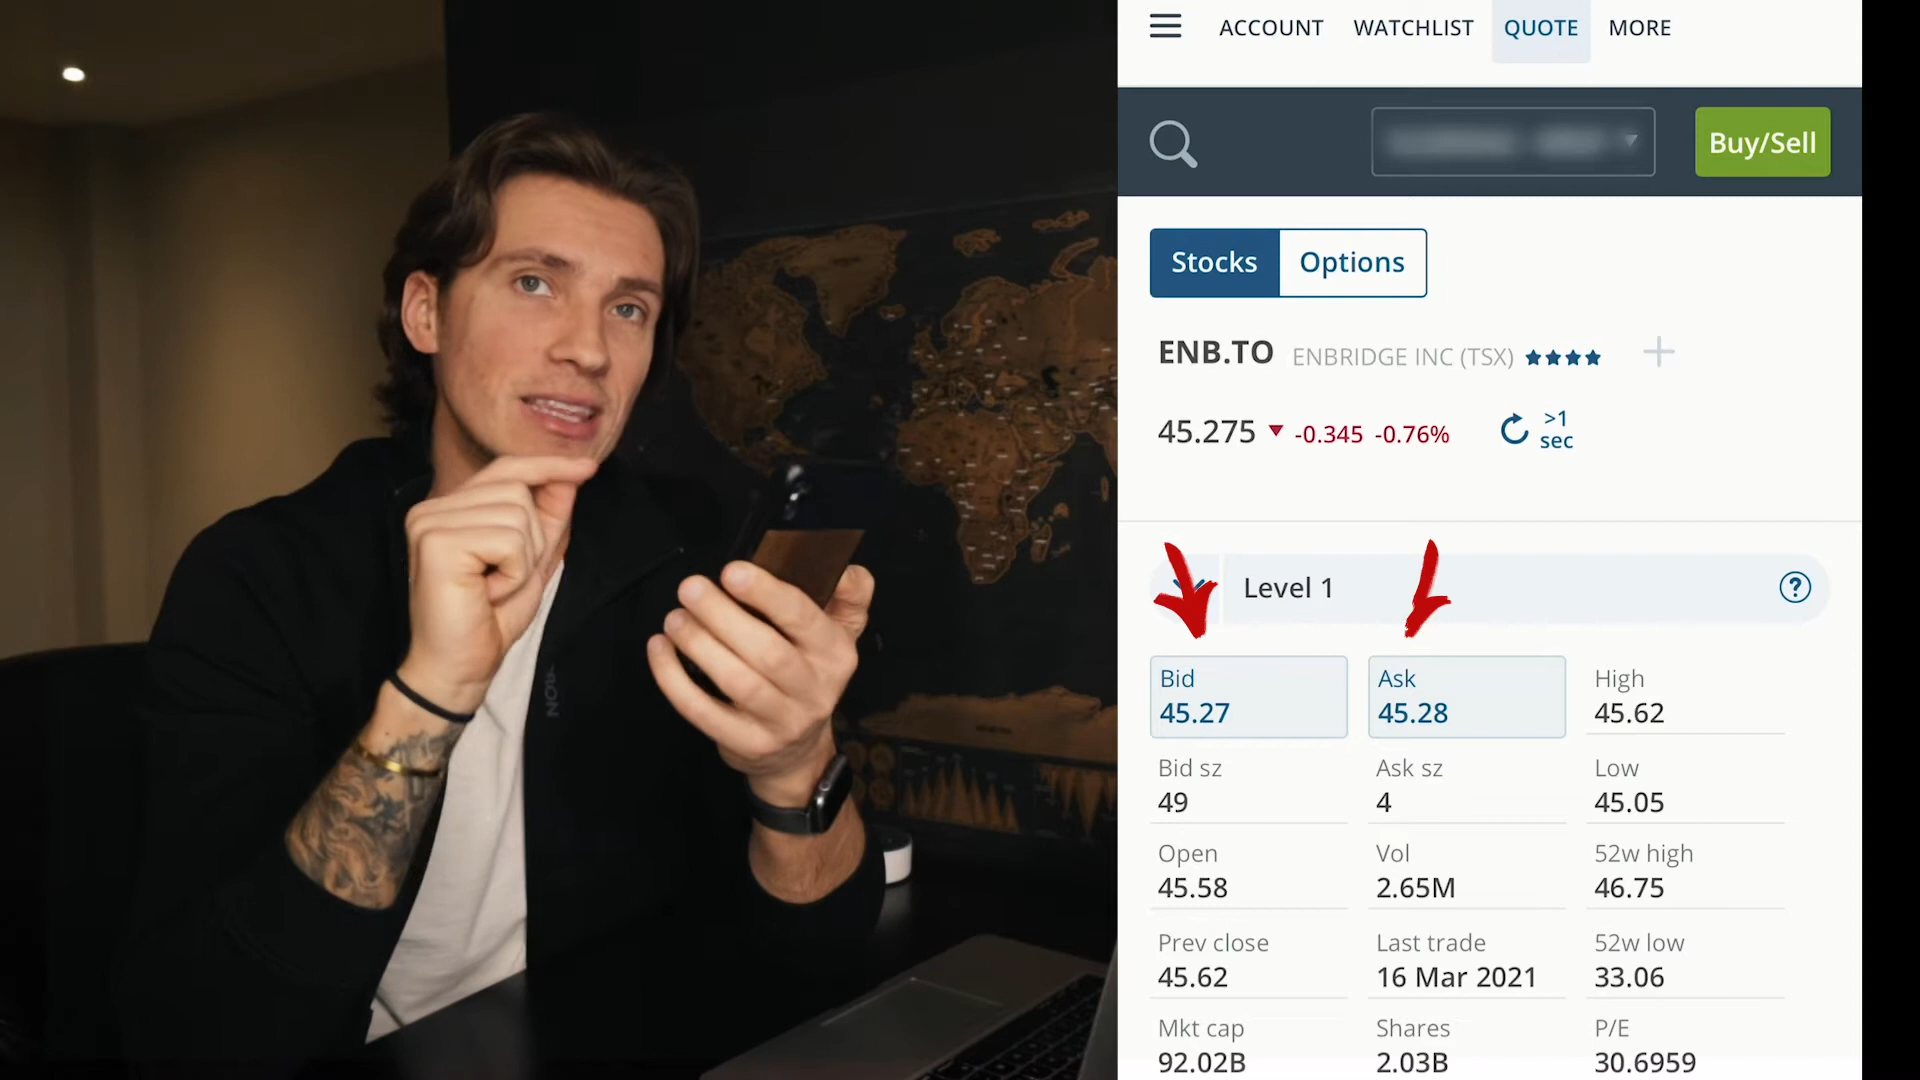 ACCOUNT WATCHLIST QUOTE MORE
Buy/Sell
Stocks Options
ENB.TO ENBRIDGE INC (TSX)
45.275 -0.345 -0.76% >1 sec
Level 1 ?
Bid Ask High
45.27 45.28 45.62
Bid sz Ask sz Low
49 4 45.05
Open Vol 52w high
45.58 2.65M 46.75
Prev close Last trade 52w low
45.62 16 Mar 2021 33.06
Mkt cap Shares P/E
92.02B 2.03B 30.6959